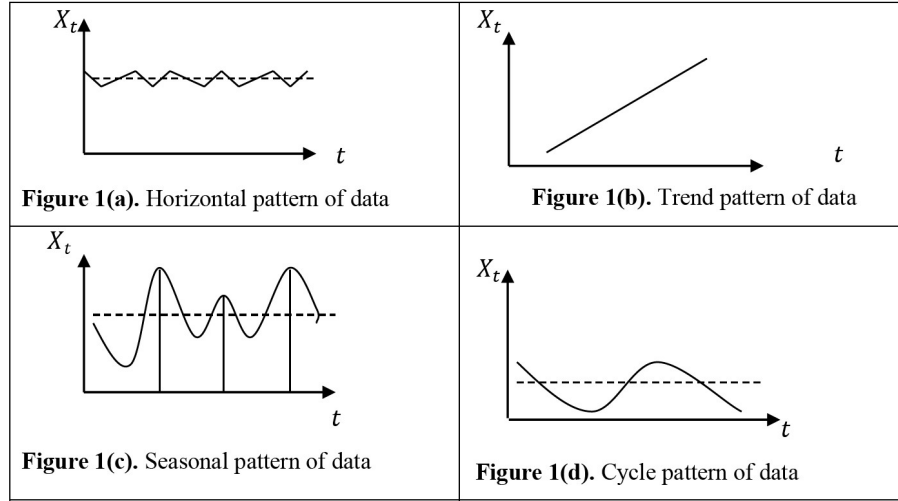 X_t
t
Figure 1(a). Horizontal pattern of data
X_t
t
Figure 1(b). Trend pattern of data
X_t
t
Figure 1(c). Seasonal pattern of data
X_t
t
Figure 1(d). Cycle pattern of data